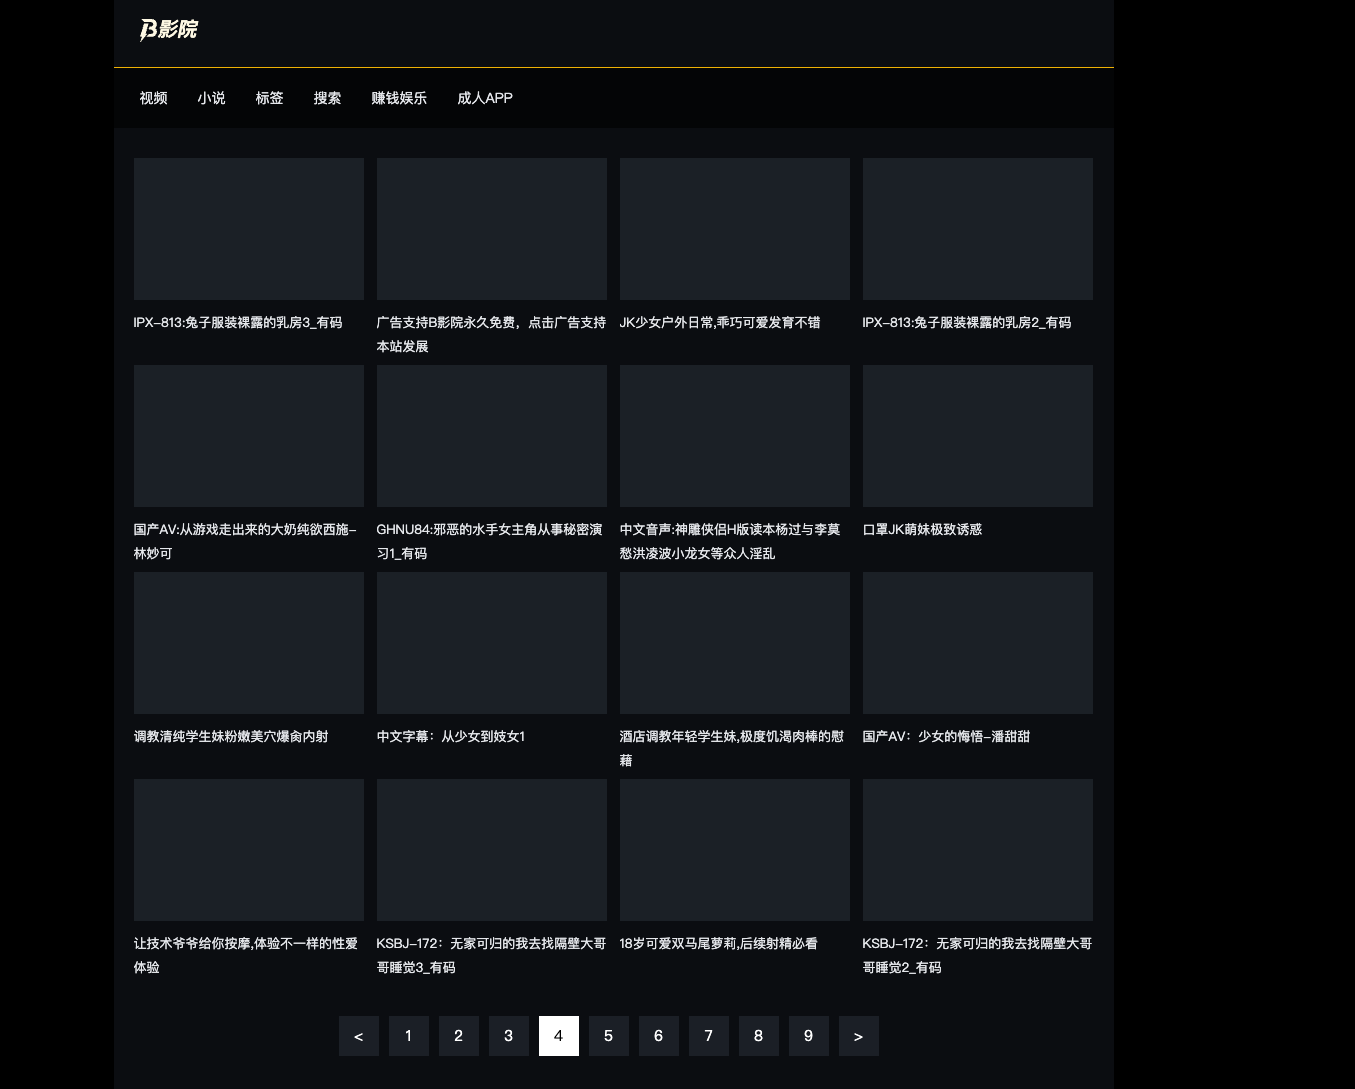 B影院
视频 小说 标签 搜索 赚钱娱乐 成人APP
IPX-813:兔子服装裸露的乳房3_有码
广告支持B影院永久免费，点击广告支持
本站发展
JK少女户外日常,乖巧可爱发育不错
IPX-813:兔子服装裸露的乳房2_有码
国产AV:从游戏走出来的大奶纯欲西施-
林妙可
GHNU84:邪恶的水手女主角从事秘密演
习1_有码
中文音声:神雕侠侣H版读本杨过与李莫
愁洪凌波小龙女等众人淫乱
口罩JK萌妹极致诱惑
调教清纯学生妹粉嫩美穴爆肏内射
中文字幕：从少女到妓女1
酒店调教年轻学生妹,极度饥渴肉棒的慰
藉
国产AV：少女的悔悟-潘甜甜
让技术爷爷给你按摩,体验不一样的性爱
体验
KSBJ-172：无家可归的我去找隔壁大哥
哥睡觉3_有码
18岁可爱双马尾萝莉,后续射精必看
KSBJ-172：无家可归的我去找隔壁大哥
哥睡觉2_有码
< 1 2 3 4 5 6 7 8 9 >